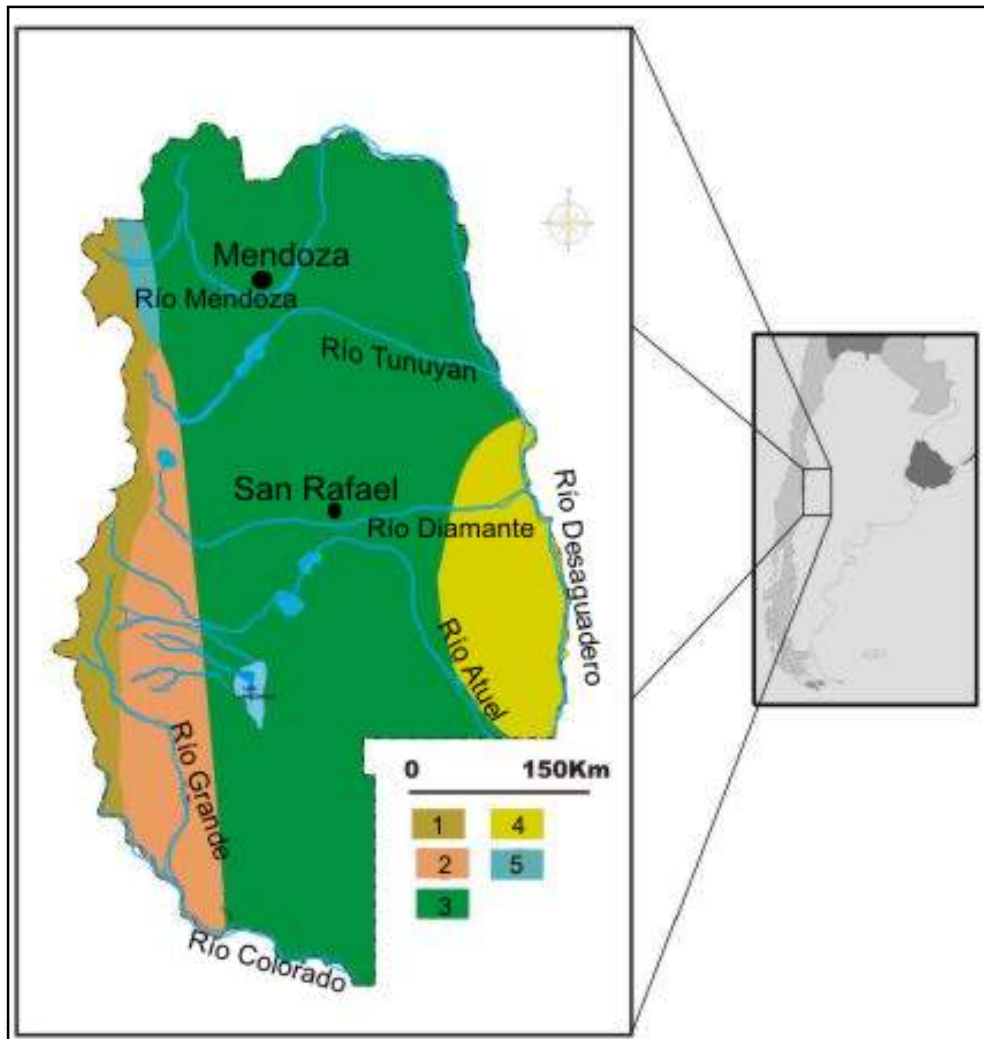 Mendoza
Río Mendoza
Río Tunuyan
San Rafael
Río Diamante
Río Desaguadero
Río Atuel
Río Grande
Río Colorado
0 150Km
1 4
2 5
3